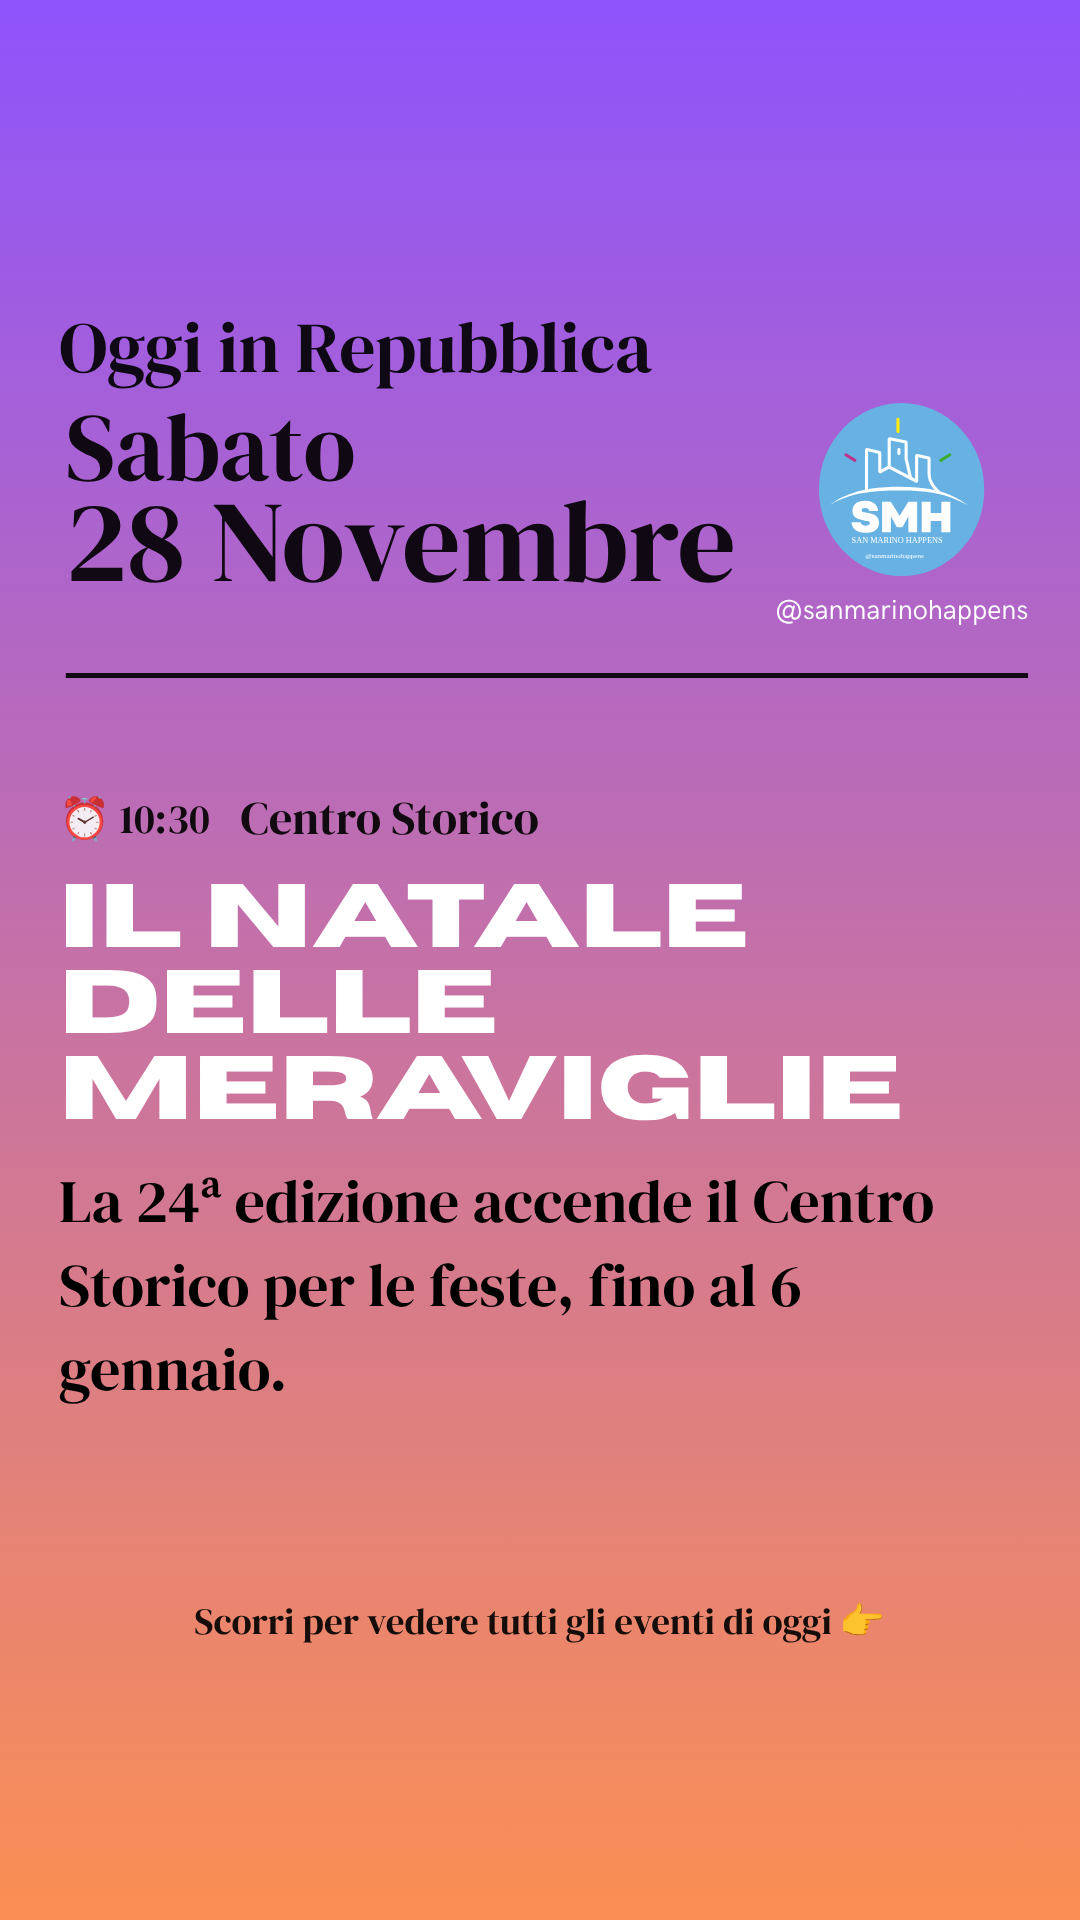 Oggi in Repubblica
Sabato
28 Novembre
SMH
SAN MARINO HAPPENS
@sanmarinohappens
@sanmarinohappens
⏰ 10:30 Centro Storico
IL NATALE
DELLE
MERAVIGLIE
La 24ª edizione accende il Centro
Storico per le feste, fino al 6
gennaio.
Scorri per vedere tutti gli eventi di oggi 👉